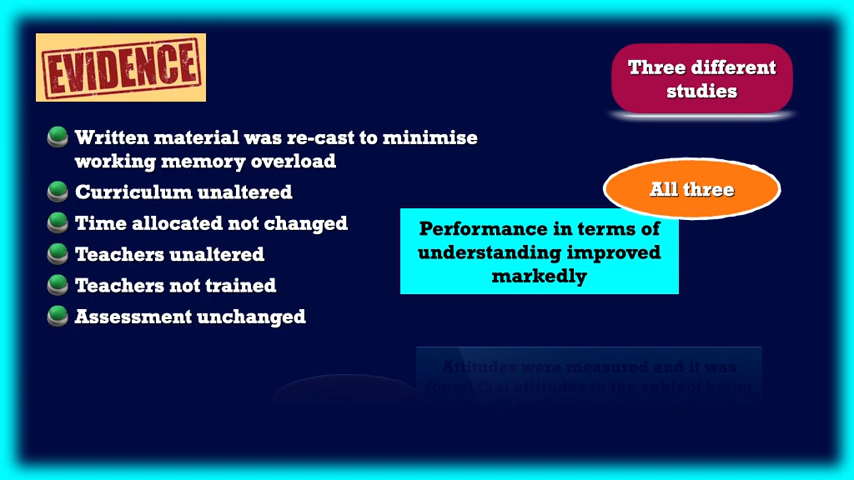 EVIDENCE
Three different
studies
Written material was re-cast to minimise
working memory overload
Curriculum unaltered
Time allocated not changed
Teachers unaltered
Teachers not trained
Assessment unchanged
All three
Performance in terms of
understanding improved
markedly
Attitudes were measured and it was
found that attitudes to the subject being